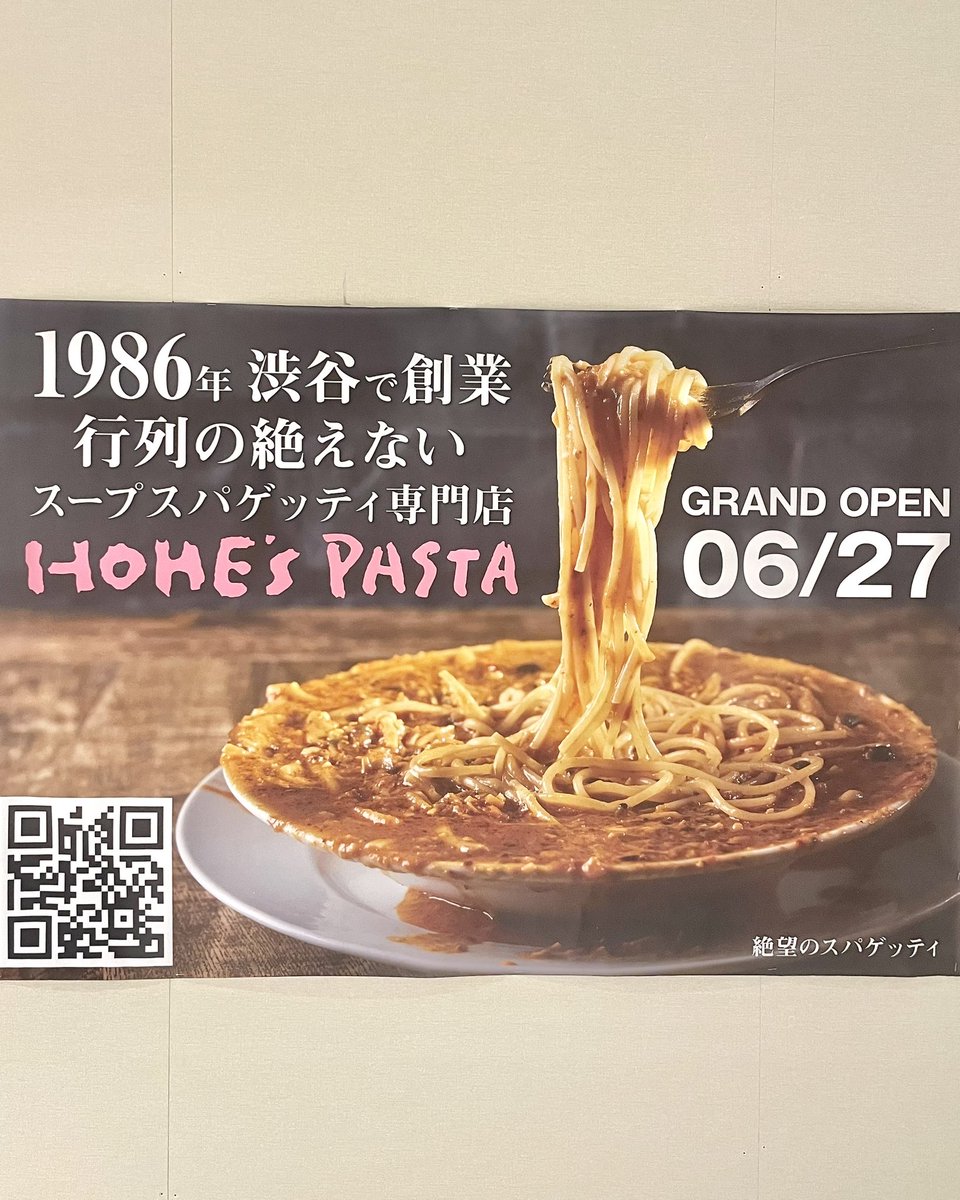 1986年 渋谷で創業
行列の絶えない
スープスパゲッティ専門店
HOME'S PASTA
GRAND OPEN
06/27
絶望のスパゲッティ